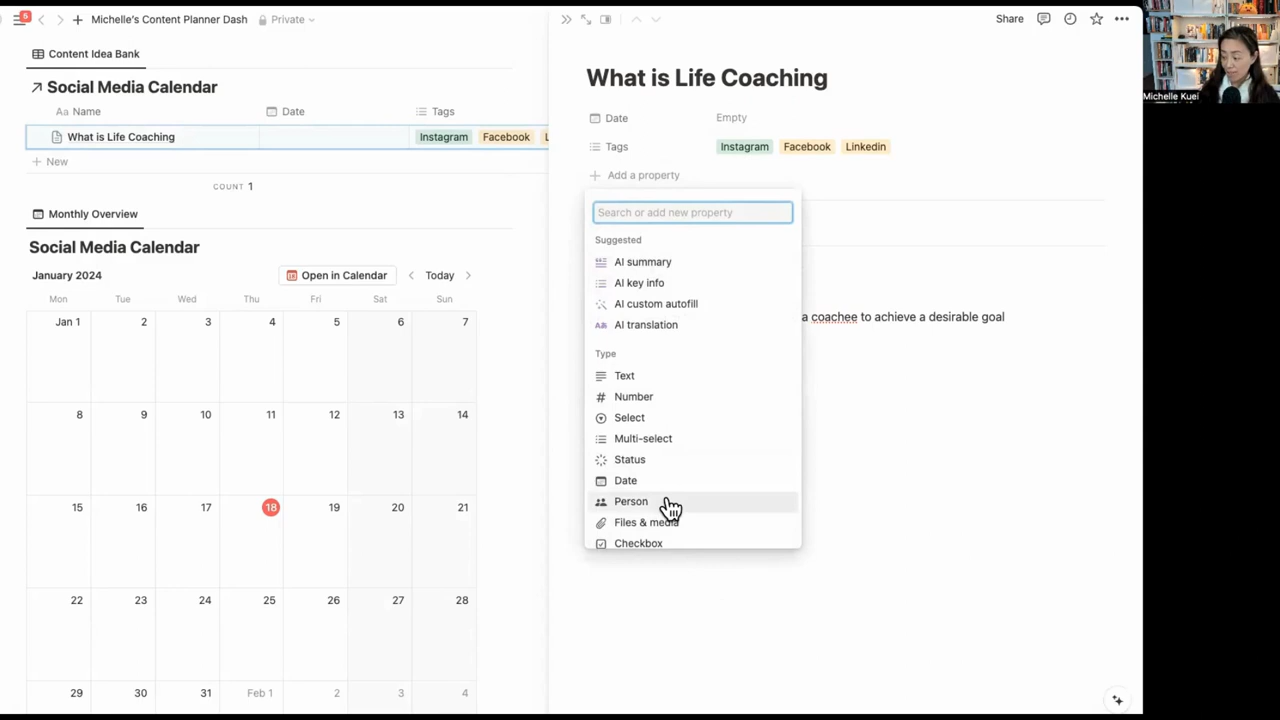 5
Michelle's Content Planner Dash
Private
Share
Content Idea Bank
Social Media Calendar
Aa Name
Date
Tags
What is Life Coaching
Instagram
Facebook
L
New
COUNT 1
Monthly Overview
Social Media Calendar
January 2024
Open in Calendar
Today
Mon Tue Wed Thu Fri Sat Sun
Jan 1 2 3 4 5 6 7
8 9 10 11 12 13 14
15 16 17 18 19 20 21
22 23 24 25 26 27 28
29 30 31 Feb 1 2 3 4
What is Life Coaching
Date Empty
Tags Instagram Facebook Linkedin
Add a property
Search or add new property
Suggested
AI summary
AI key info
AI custom autofill
AI translation
Type
Text
Number
Select
Multi-select
Status
Date
Person
Files & media
Checkbox
a coachee to achieve a desirable goal
Michelle Kuei